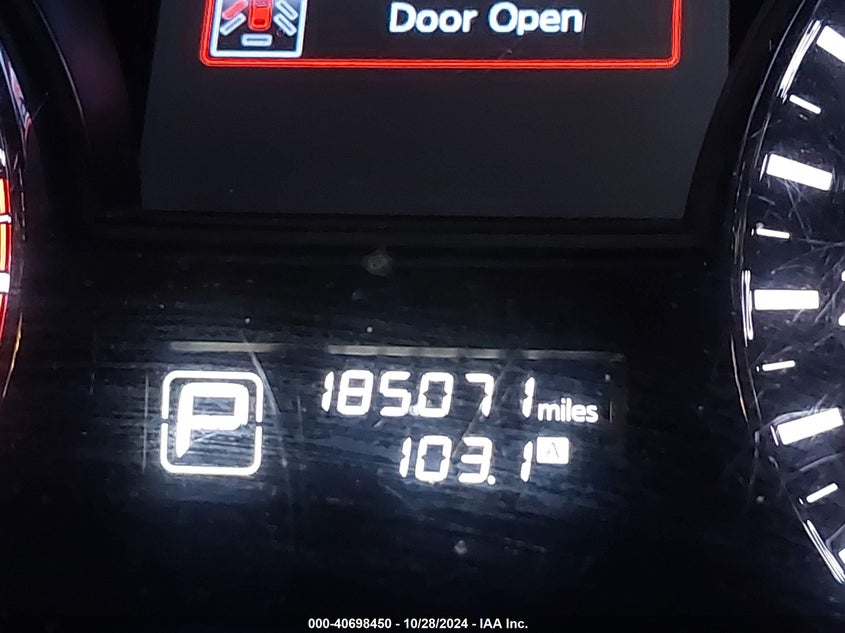 Door Open
P
185071 miles
103.1 A
000-40698450 - 10/28/2024 - IAA Inc.